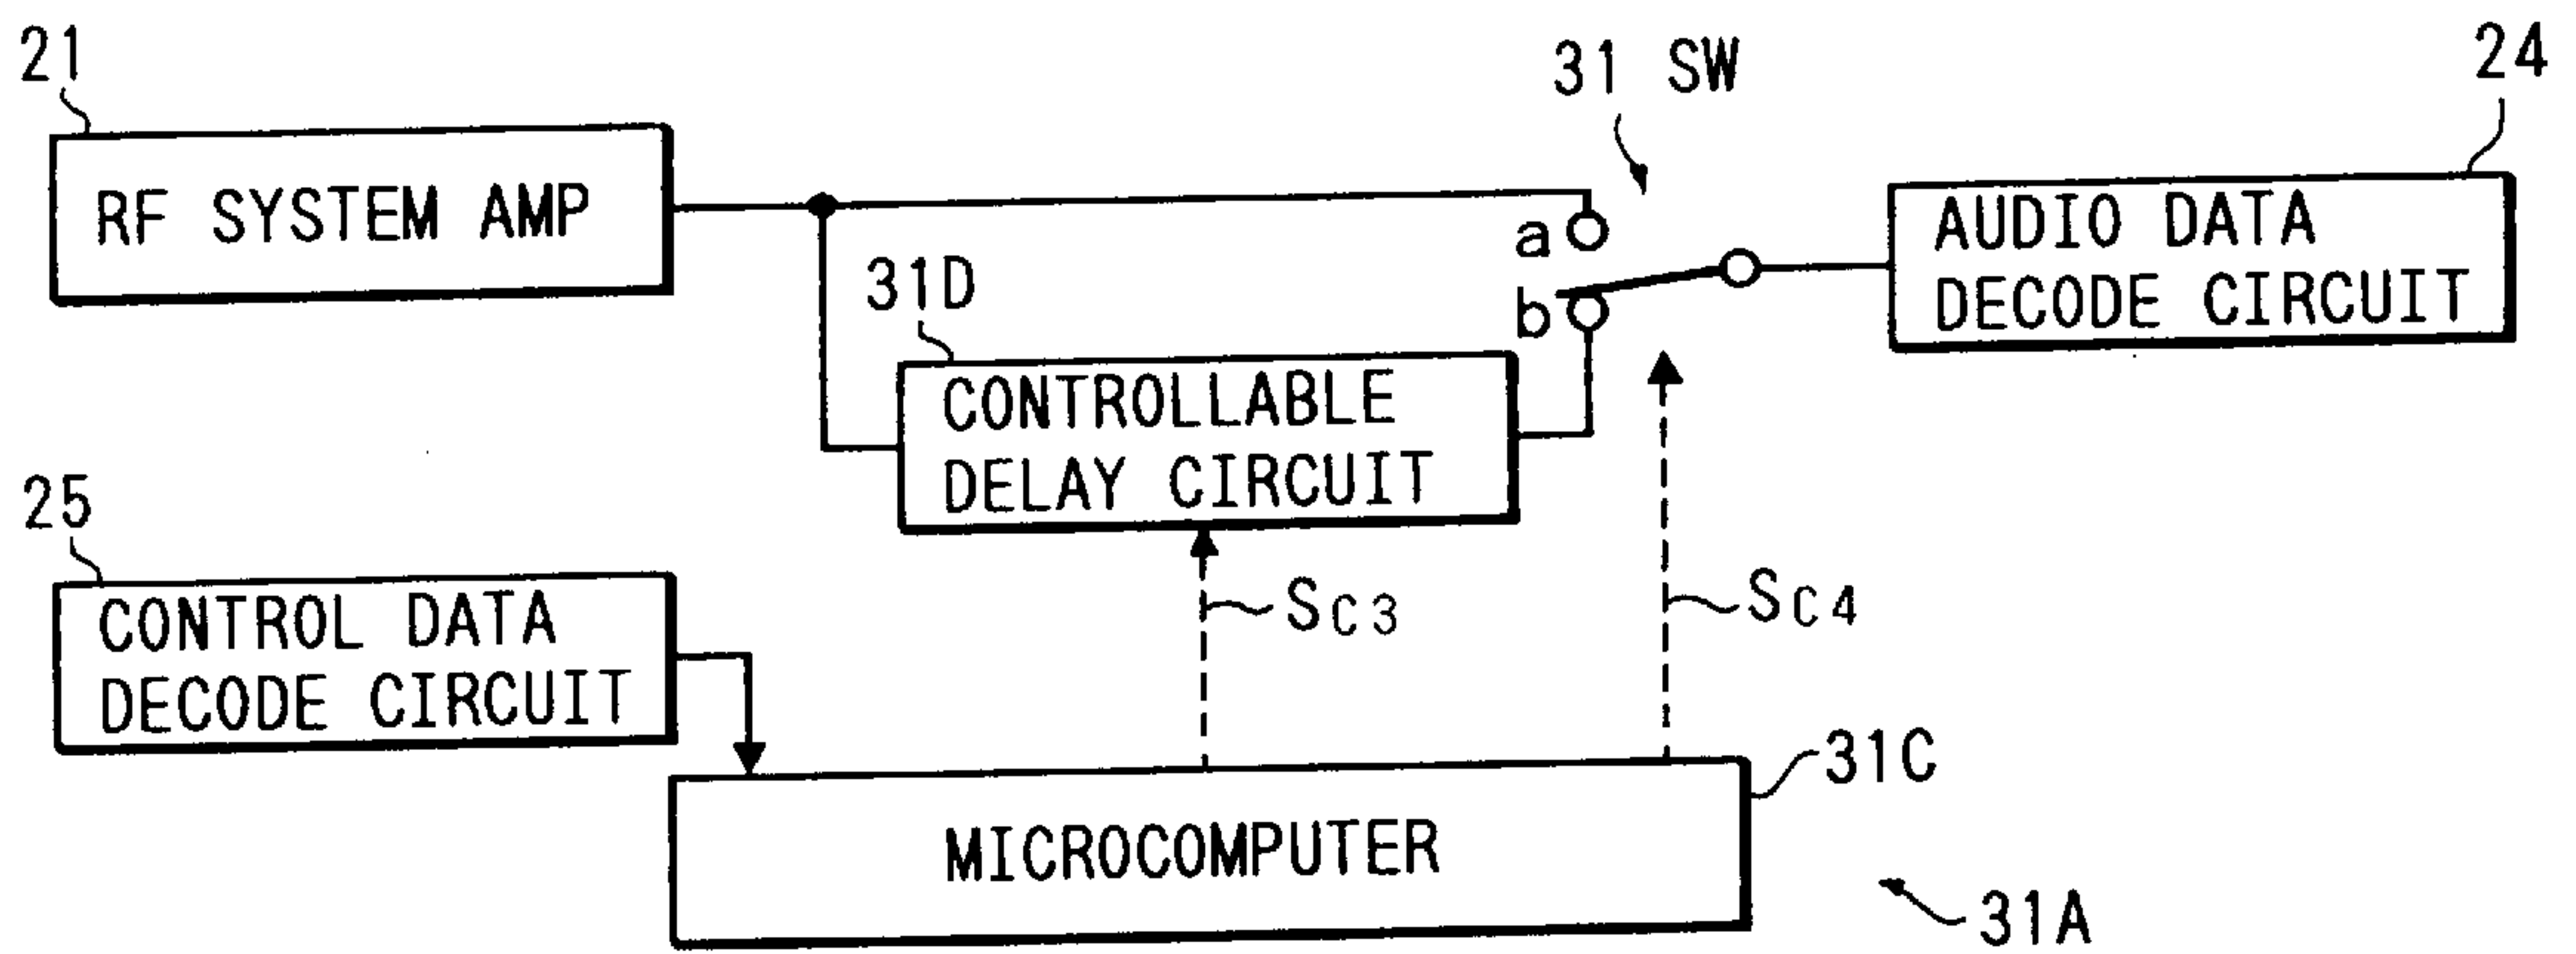 21
RF SYSTEM AMP
31 SW
24
a
b
AUDIO DATA
DECODE CIRCUIT
31D
CONTROLLABLE
DELAY CIRCUIT
25
CONTROL DATA
DECODE CIRCUIT
SC3
SC4
31C
MICROCOMPUTER
31A